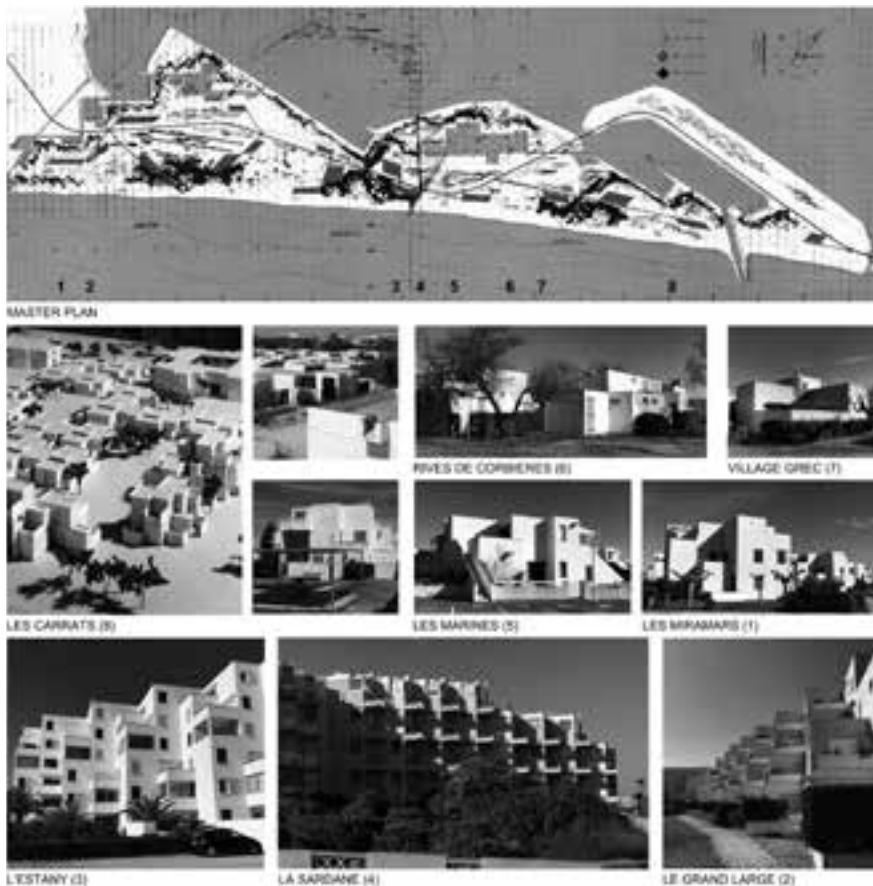 1 2 3 4 5 6 7 8
MASTER PLAN
RIVES DE CORBIERES (6)
VILLAGE GREC (7)
LES CARRATS (8)
LES MARINES (5)
LES MIRAMARS (1)
L'ESTANY (3)
LA SARDANE (4)
LE GRAND LARGE (2)